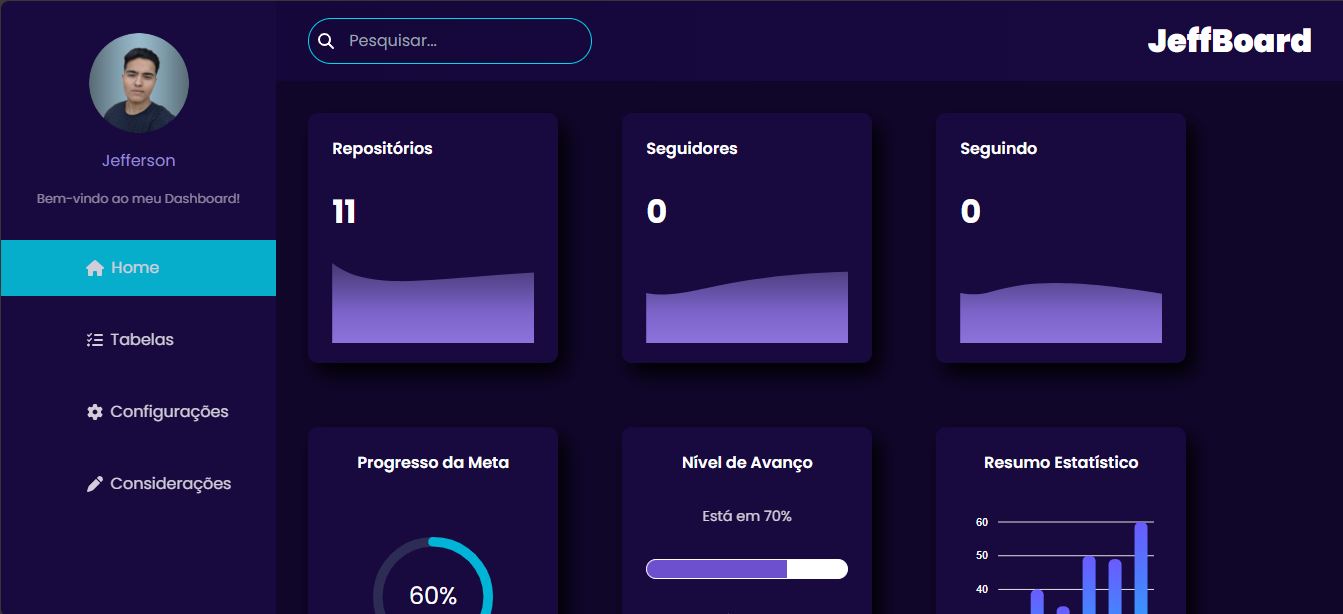 Pesquisar...
JeffBoard
Jefferson
Bem-vindo ao meu Dashboard!
Home
Tabelas
Configurações
Considerações
Repositórios
11
Seguidores
0
Seguindo
0
Progresso da Meta
60%
Nível de Avanço
Está em 70%
Resumo Estatístico
60
50
40